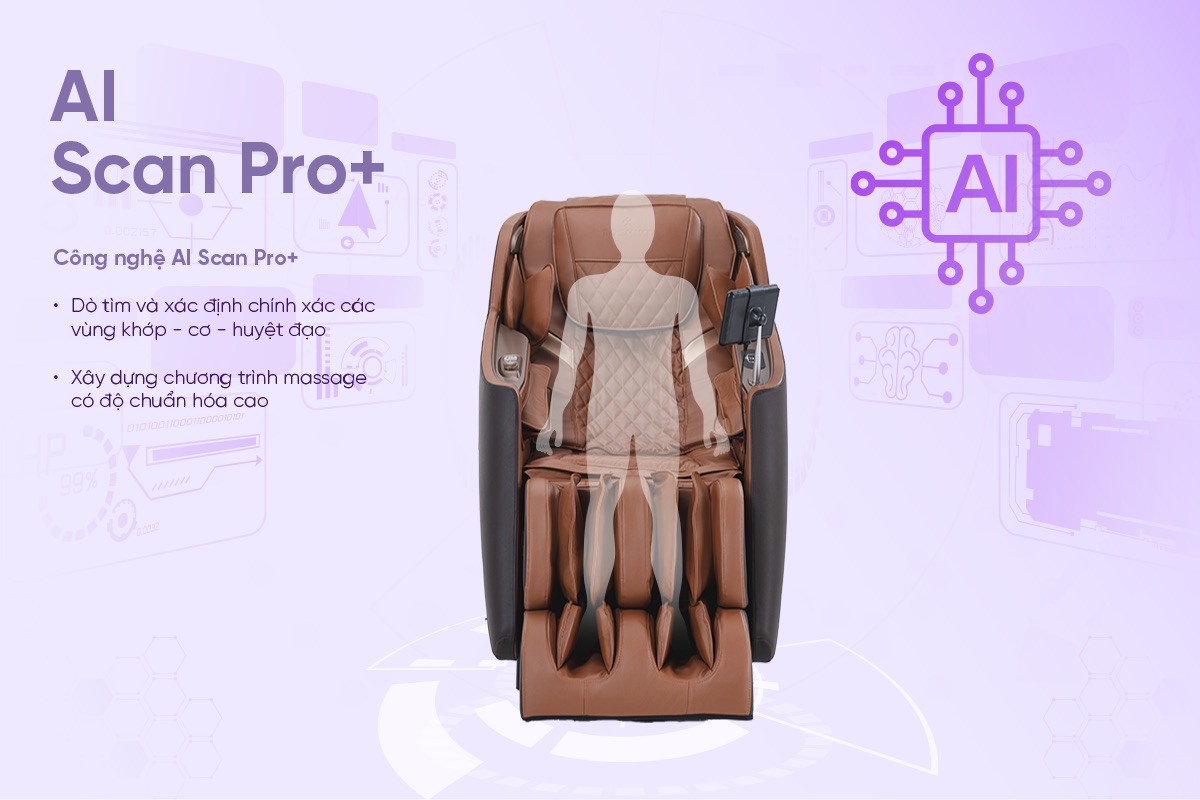 AI
Scan Pro+
AI
Công nghệ AI Scan Pro+
• Dò tìm và xác định chính xác các
vùng khớp - cơ - huyệt đạo
• Xây dựng chương trình massage
có độ chuẩn hóa cao
99%